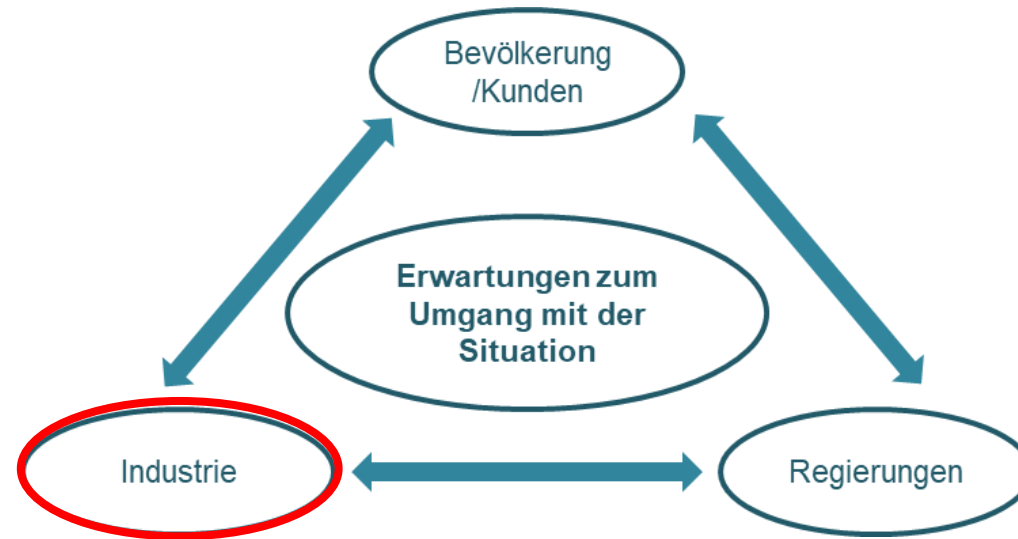 Bevölkerung
/Kunden
Erwartungen zum
Umgang mit der
Situation
Industrie
Regierungen